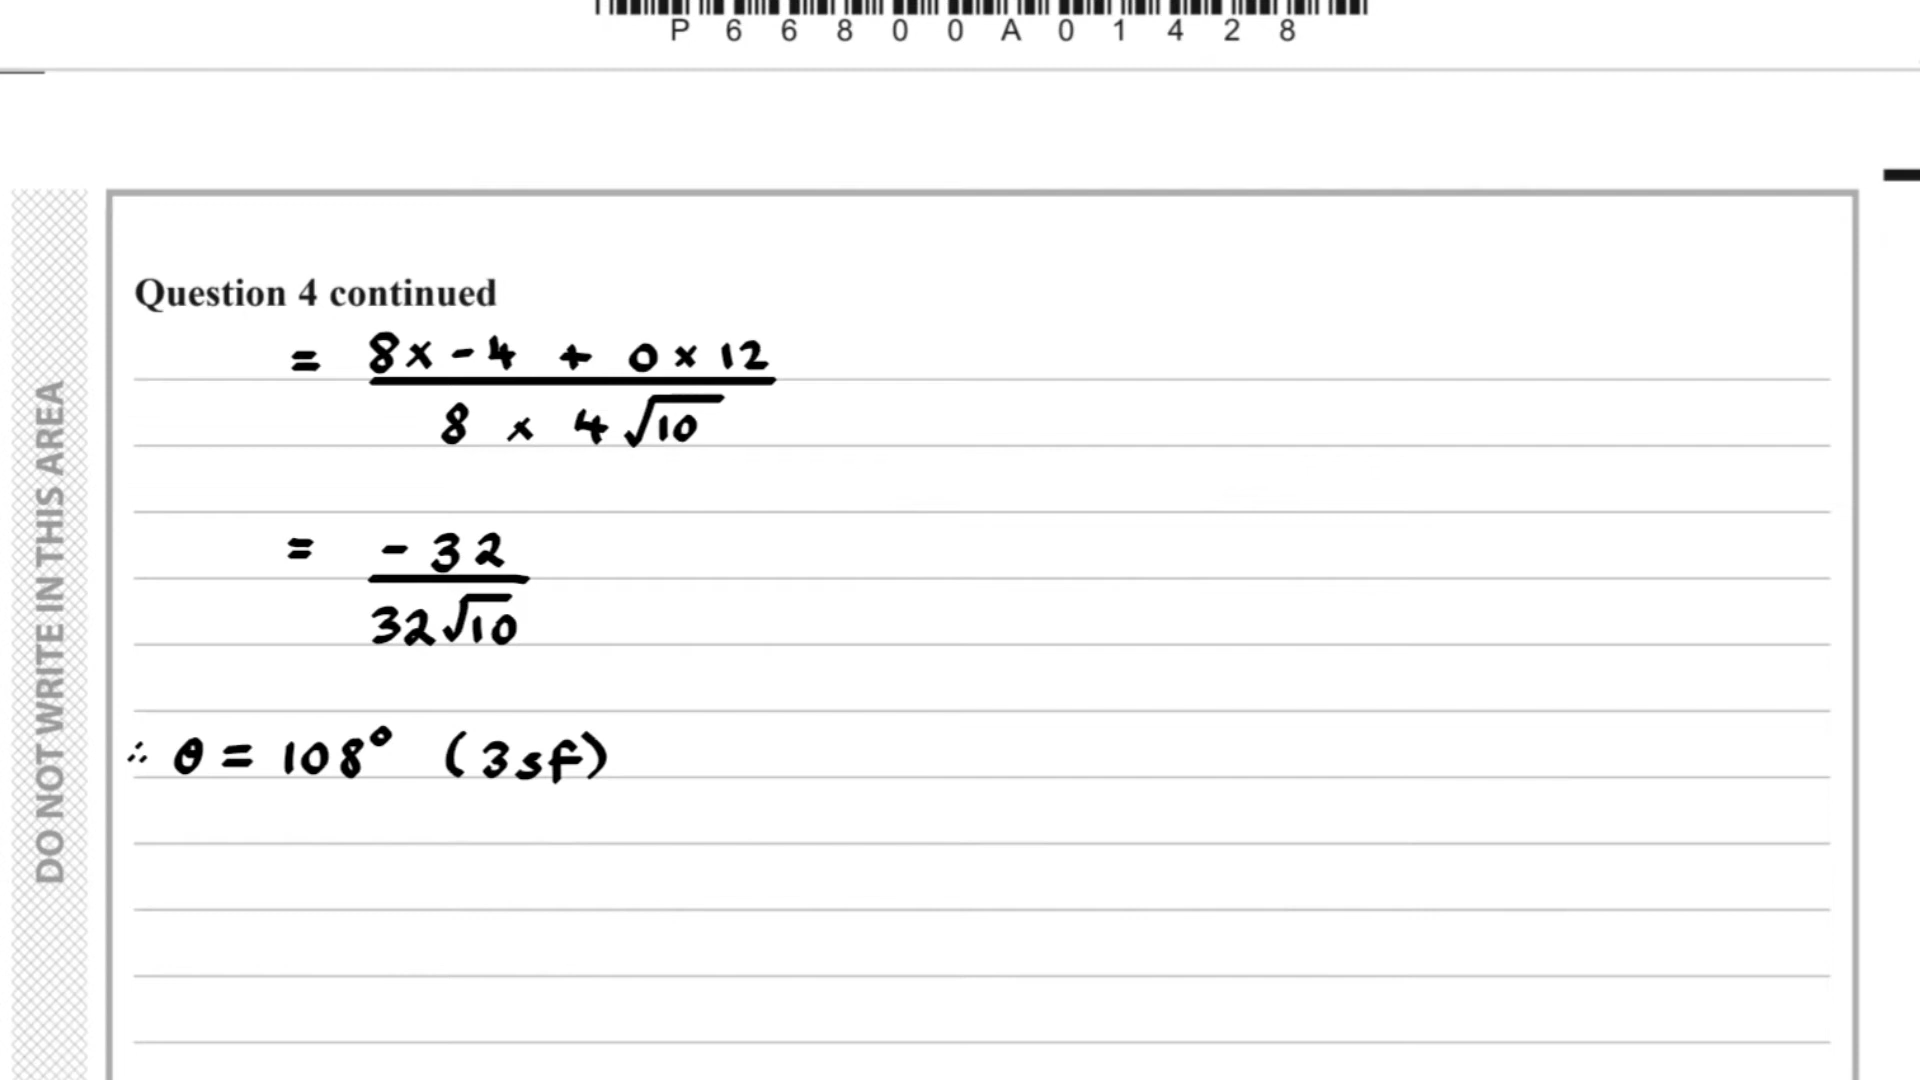 P 6 6 8 0 0 A 0 1 4 2 8
DO NOT WRITE IN THIS AREA
Question 4 continued
= 8 × - 4 + 0 × 12
8 × 4 √10
= - 32
32√10
∴ θ = 108° (3sf)